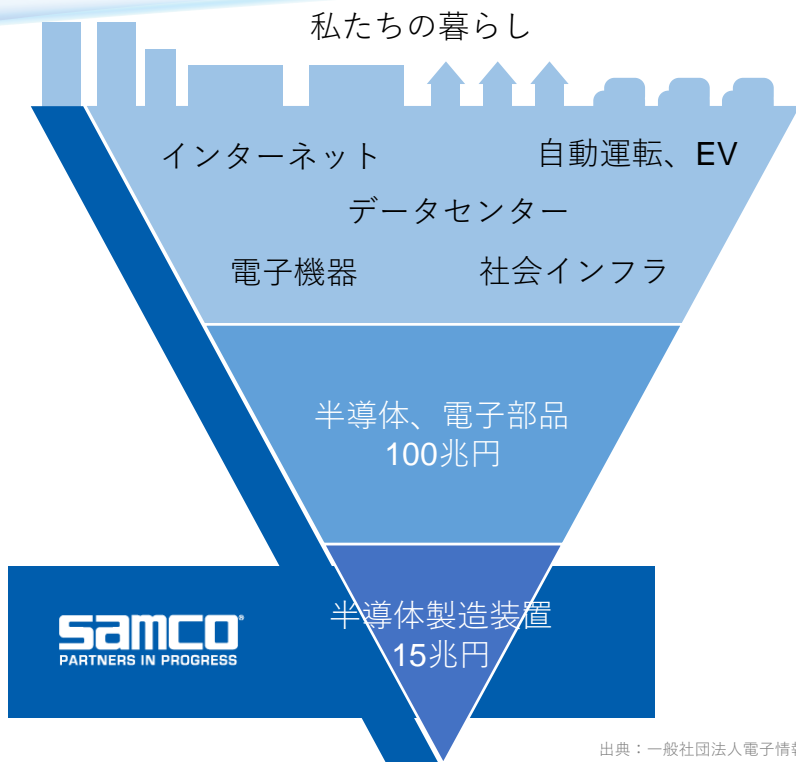 私たちの暮らし
インターネット
自動運転、EV
データセンター
電子機器
社会インフラ
半導体、電子部品
100兆円
samco
PARTNERS IN PROGRESS
半導体製造装置
15兆円
出典：一般社団法人電子情